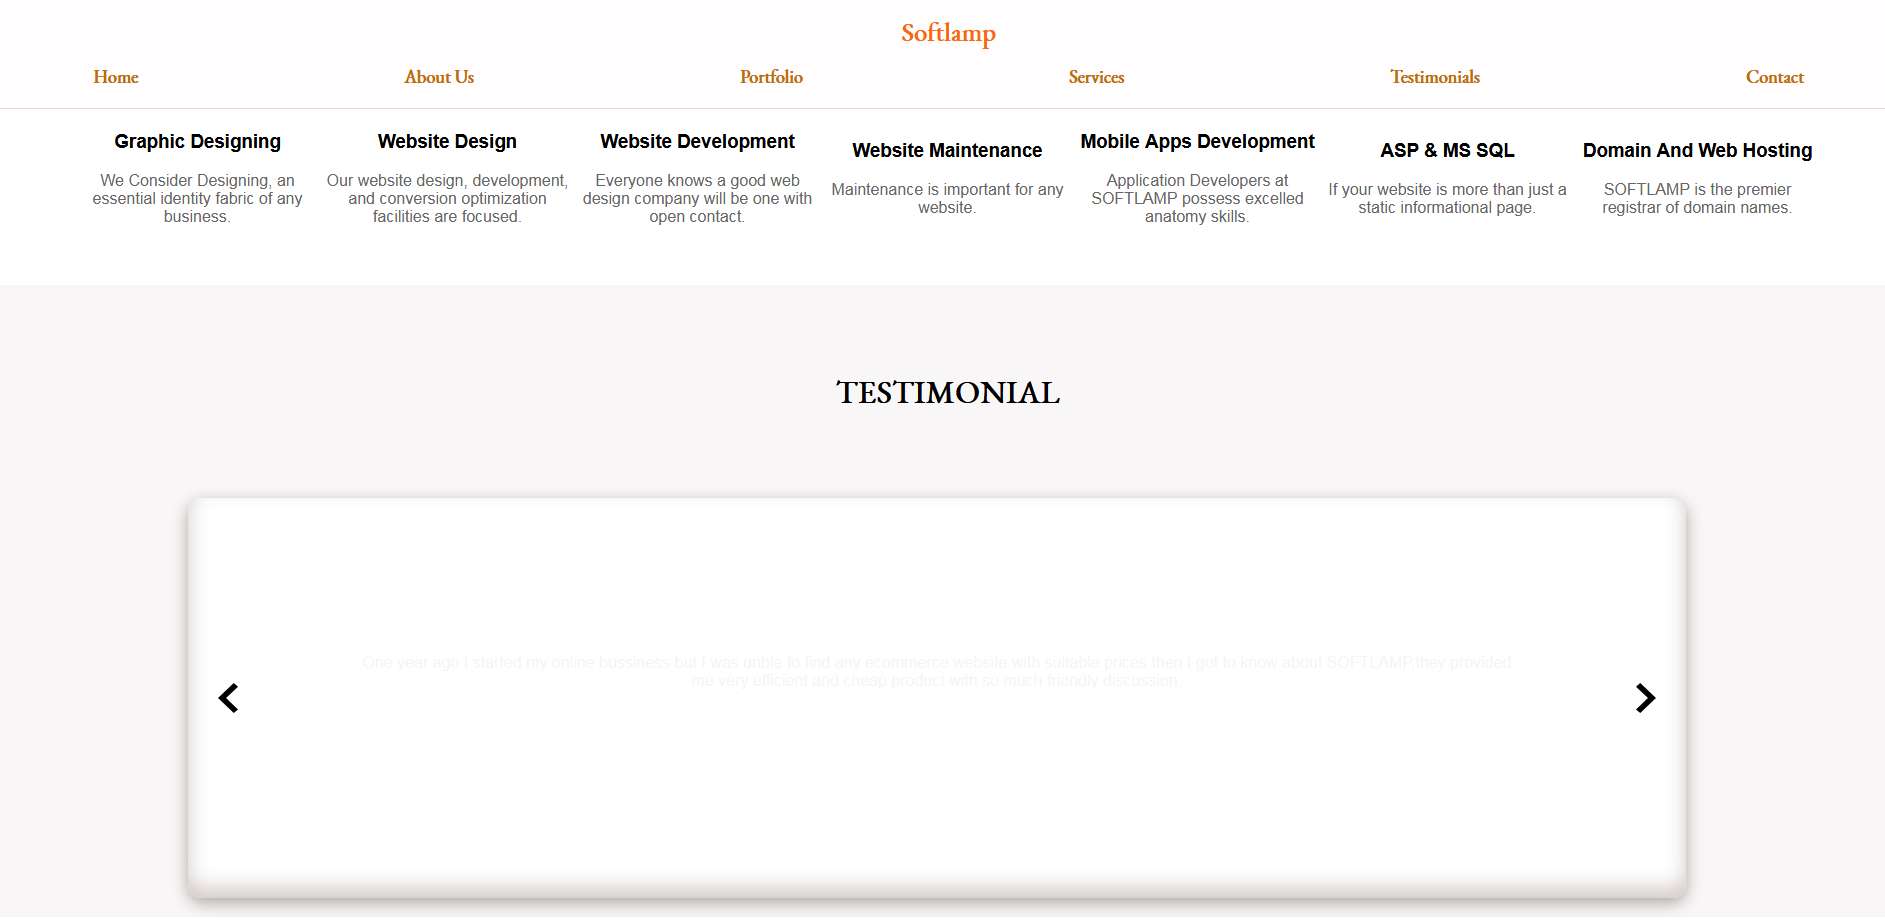 Softlamp
Home About Us Portfolio Services Testimonials Contact
Graphic Designing
We Consider Designing, an
essential identity fabric of any
business.
Website Design
Our website design, development,
and conversion optimization
facilities are focused.
Website Development
Everyone knows a good web
design company will be one with
open contact.
Website Maintenance
Maintenance is important for any
website.
Mobile Apps Development
Application Developers at
SOFTLAMP possess excelled
anatomy skills.
ASP & MS SQL
If your website is more than just a
static informational page.
Domain And Web Hosting
SOFTLAMP is the premier
registrar of domain names.
TESTIMONIAL
One year ago I started my online bussiness but I was unble to find any ecommerce website with suitable prices then I got to know about SOFTLAMP,they provided
me very efficient and cheap product with so much friendly discussion.